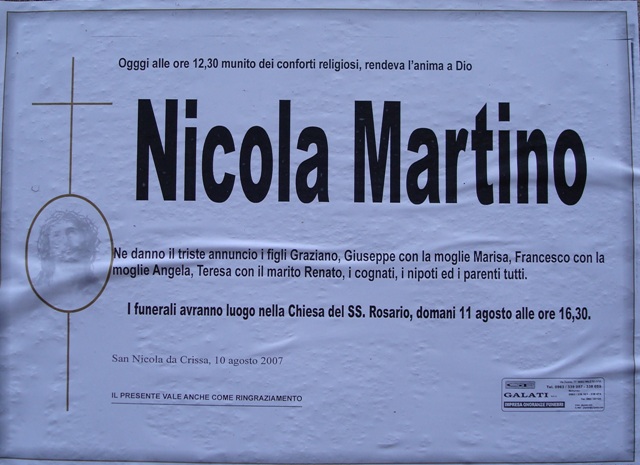 Ogggi alle ore 12,30 munito dei conforti religiosi, rendeva l'anima a Dio
Nicola Martino
Ne danno il triste annuncio i figli Graziano, Giuseppe con la moglie Marisa, Francesco con la
moglie Angela, Teresa con il marito Renato, i cognati, i nipoti ed i parenti tutti.
I funerali avranno luogo nella Chiesa del SS. Rosario, domani 11 agosto alle ore 16,30.
San Nicola da Crissa, 10 agosto 2007
IL PRESENTE VALE ANCHE COME RINGRAZIAMENTO
GALATI
IMPRESA ONORANZE FUNEBRI